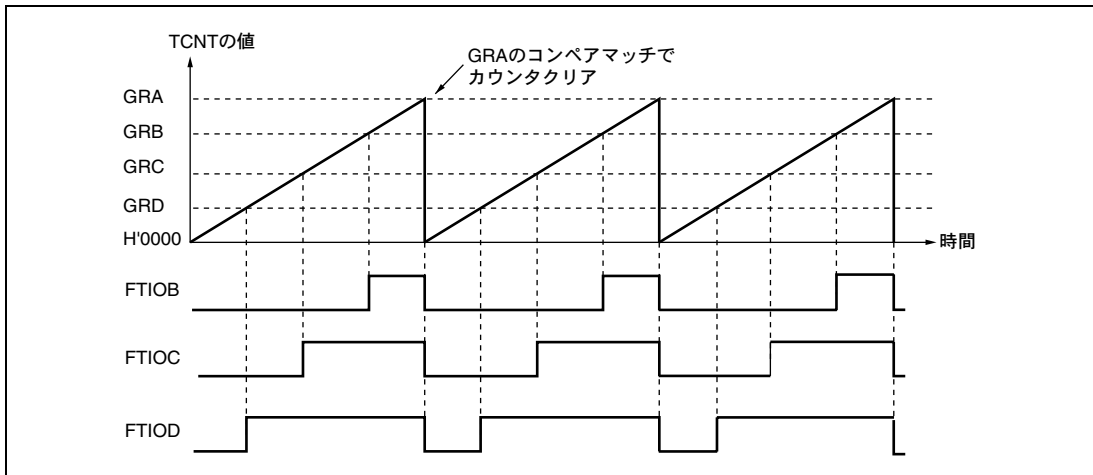 TCNTの値
GRAのコンペアマッチで
カウンタクリア
GRA
GRB
GRC
GRD
H'0000
時間
FTIOB
FTIOC
FTIOD